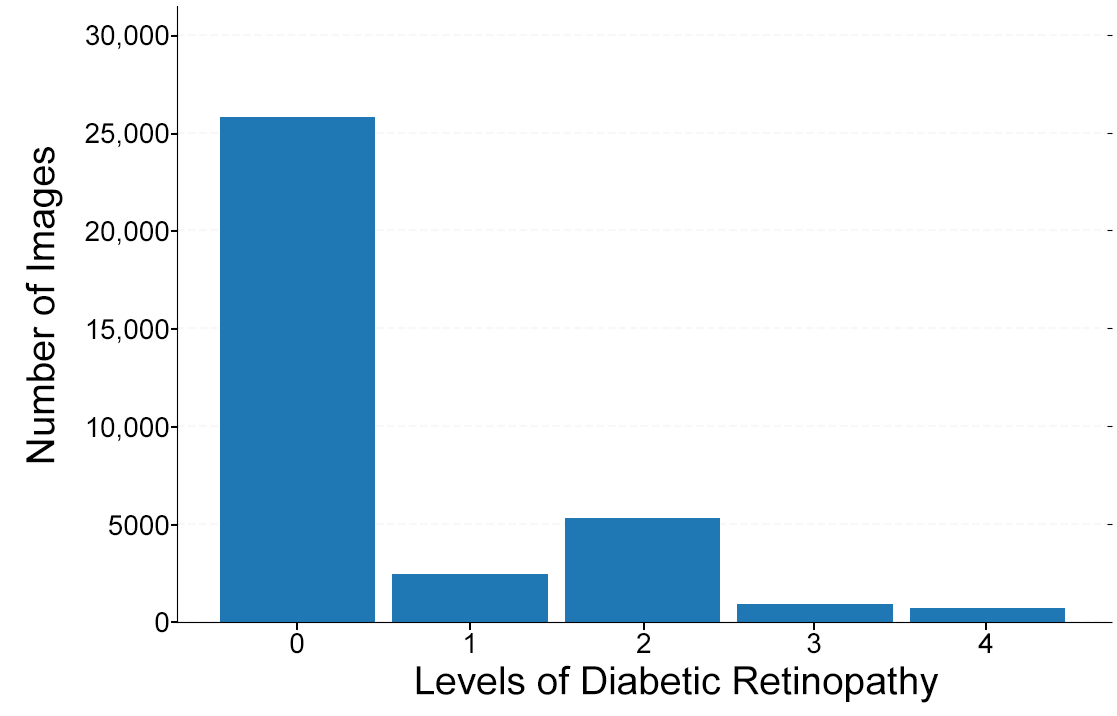 Number of Images
30,000
25,000
20,000
15,000
10,000
5000
0
0 1 2 3 4
Levels of Diabetic Retinopathy